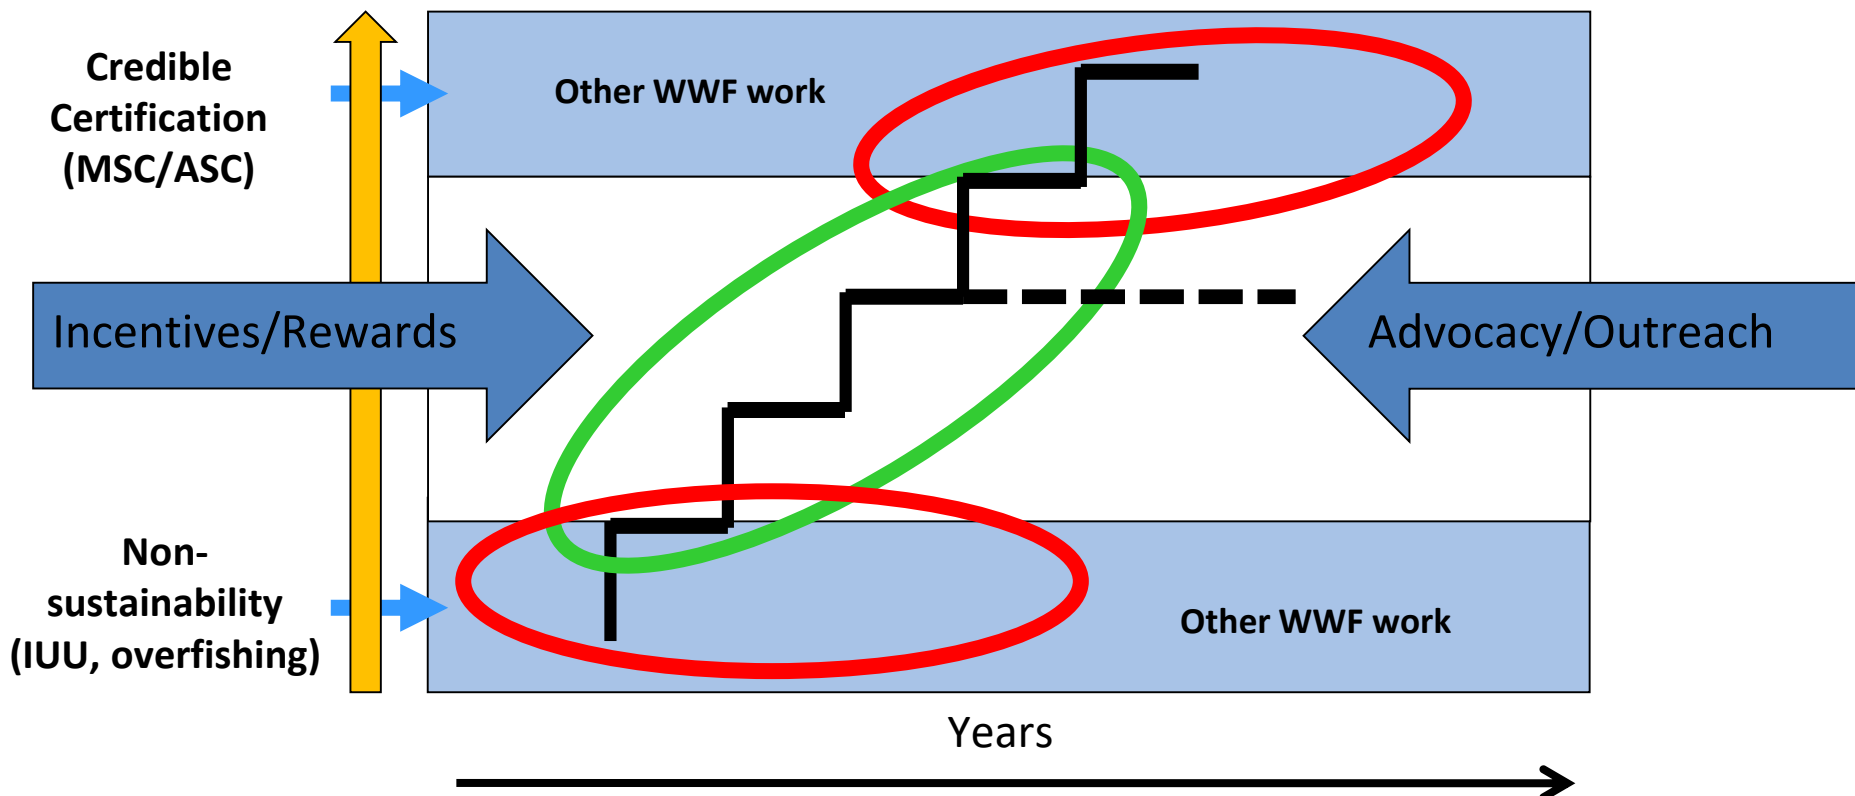 Credible
Certification
(MSC/ASC)
Other WWF work
Incentives/Rewards
Advocacy/Outreach
Non-
sustainability
(IUU, overfishing)
Other WWF work
Years